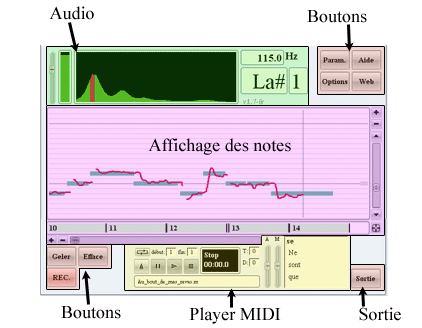 Audio
Boutons
115.0 Hz
La# 1
v1.7-fr
Param. Aide
Options Web
Affichage des notes
10 11 12 13 14
Geler Efface
REC.
début: 1 fin: 1
Stop
00:00.0
T: 0
D: 0
A M
se
Ne
sont
que
Sortie
Boutons
Player MIDI
Sortie